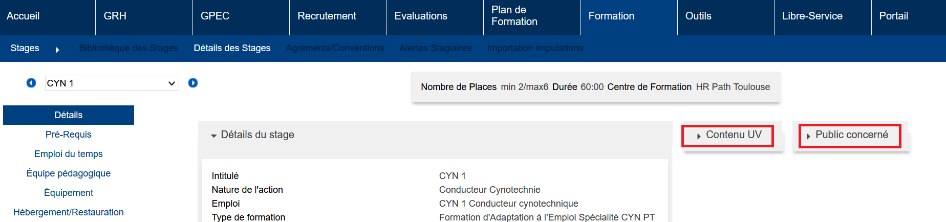 Accueil GRH GPEC Recrutement Evaluations Plan de Formation Formation Outils Libre-Service Portail
Stages Bibliothèque des Stages Détails des Stages Agréments/Conventions Alertes Stagiaires Importation Imputations
CYN 1
Nombre de Places min 2/max6 Durée 60:00 Centre de Formation HR Path Toulouse
Détails
Pré-Requis
Emploi du temps
Équipe pédagogique
Équipement
Hébergement/Restauration
Détails du stage
Contenu UV
Public concerné
Intitulé CYN 1
Nature de l'action Conducteur Cynotechnie
Emploi CYN 1 Conducteur cynotechnique
Type de formation Formation d'Adaptation à l'Emploi Spécialité CYN PT